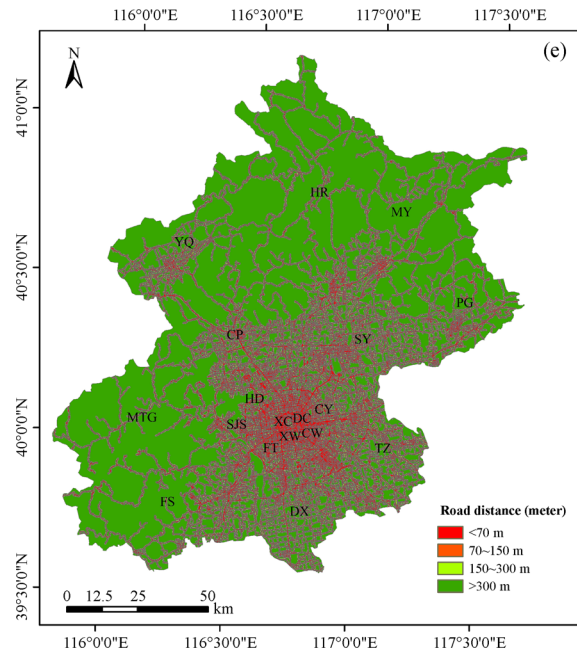 116°0'0"E 116°30'0"E 117°0'0"E 117°30'0"E
N
(e)
41°0'0"N
HR
MY
YQ
40°30'0"N
PG
CP
SY
HD
CY
MTG
XC DC
40°0'0"N
SJS
XW CW
FT
TZ
FS
DX
Road distance (meter)
<70 m
70~150 m
150~300 m
>300 m
39°30'0"N
0 12.5 25 50
km
116°0'0"E 116°30'0"E 117°0'0"E 117°30'0"E